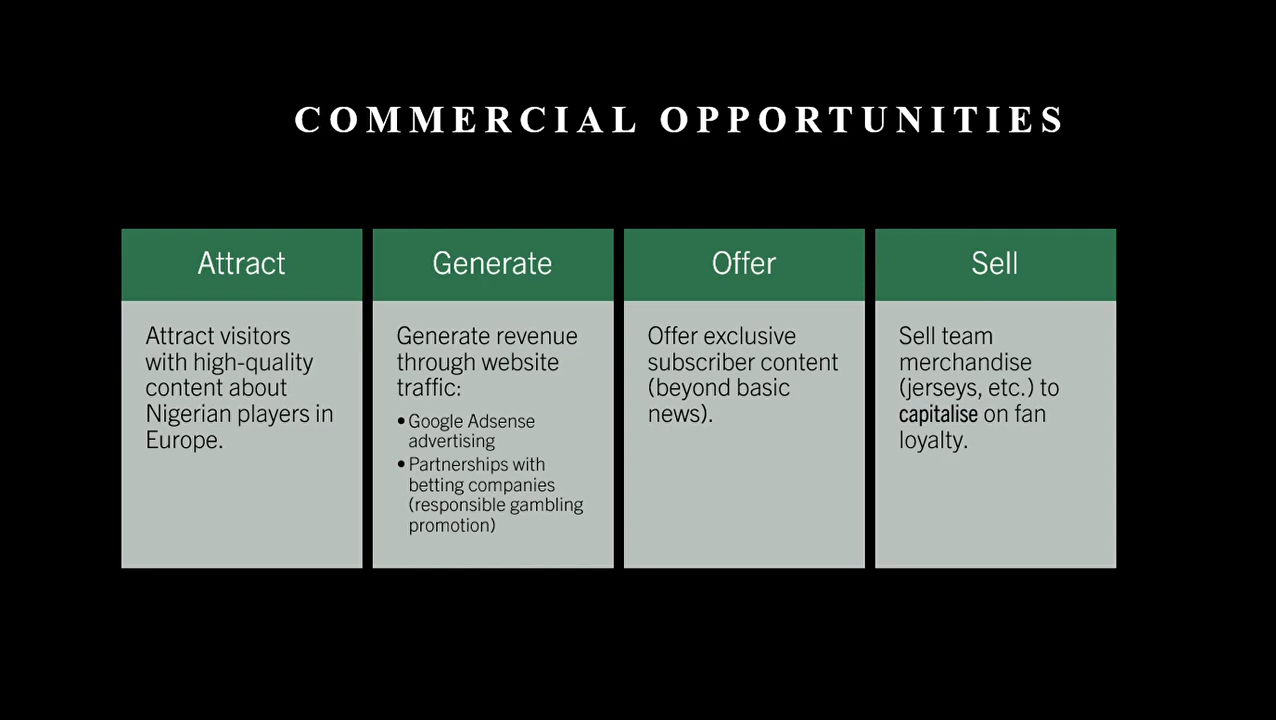 COMMERCIAL OPPORTUNITIES
Attract
Attract visitors
with high-quality
content about
Nigerian players in
Europe.
Generate
Generate revenue
through website
traffic:
•Google Adsense
advertising
•Partnerships with
betting companies
(responsible gambling
promotion)
Offer
Offer exclusive
subscriber content
(beyond basic
news).
Sell
Sell team
merchandise
(jerseys, etc.) to
capitalise on fan
loyalty.